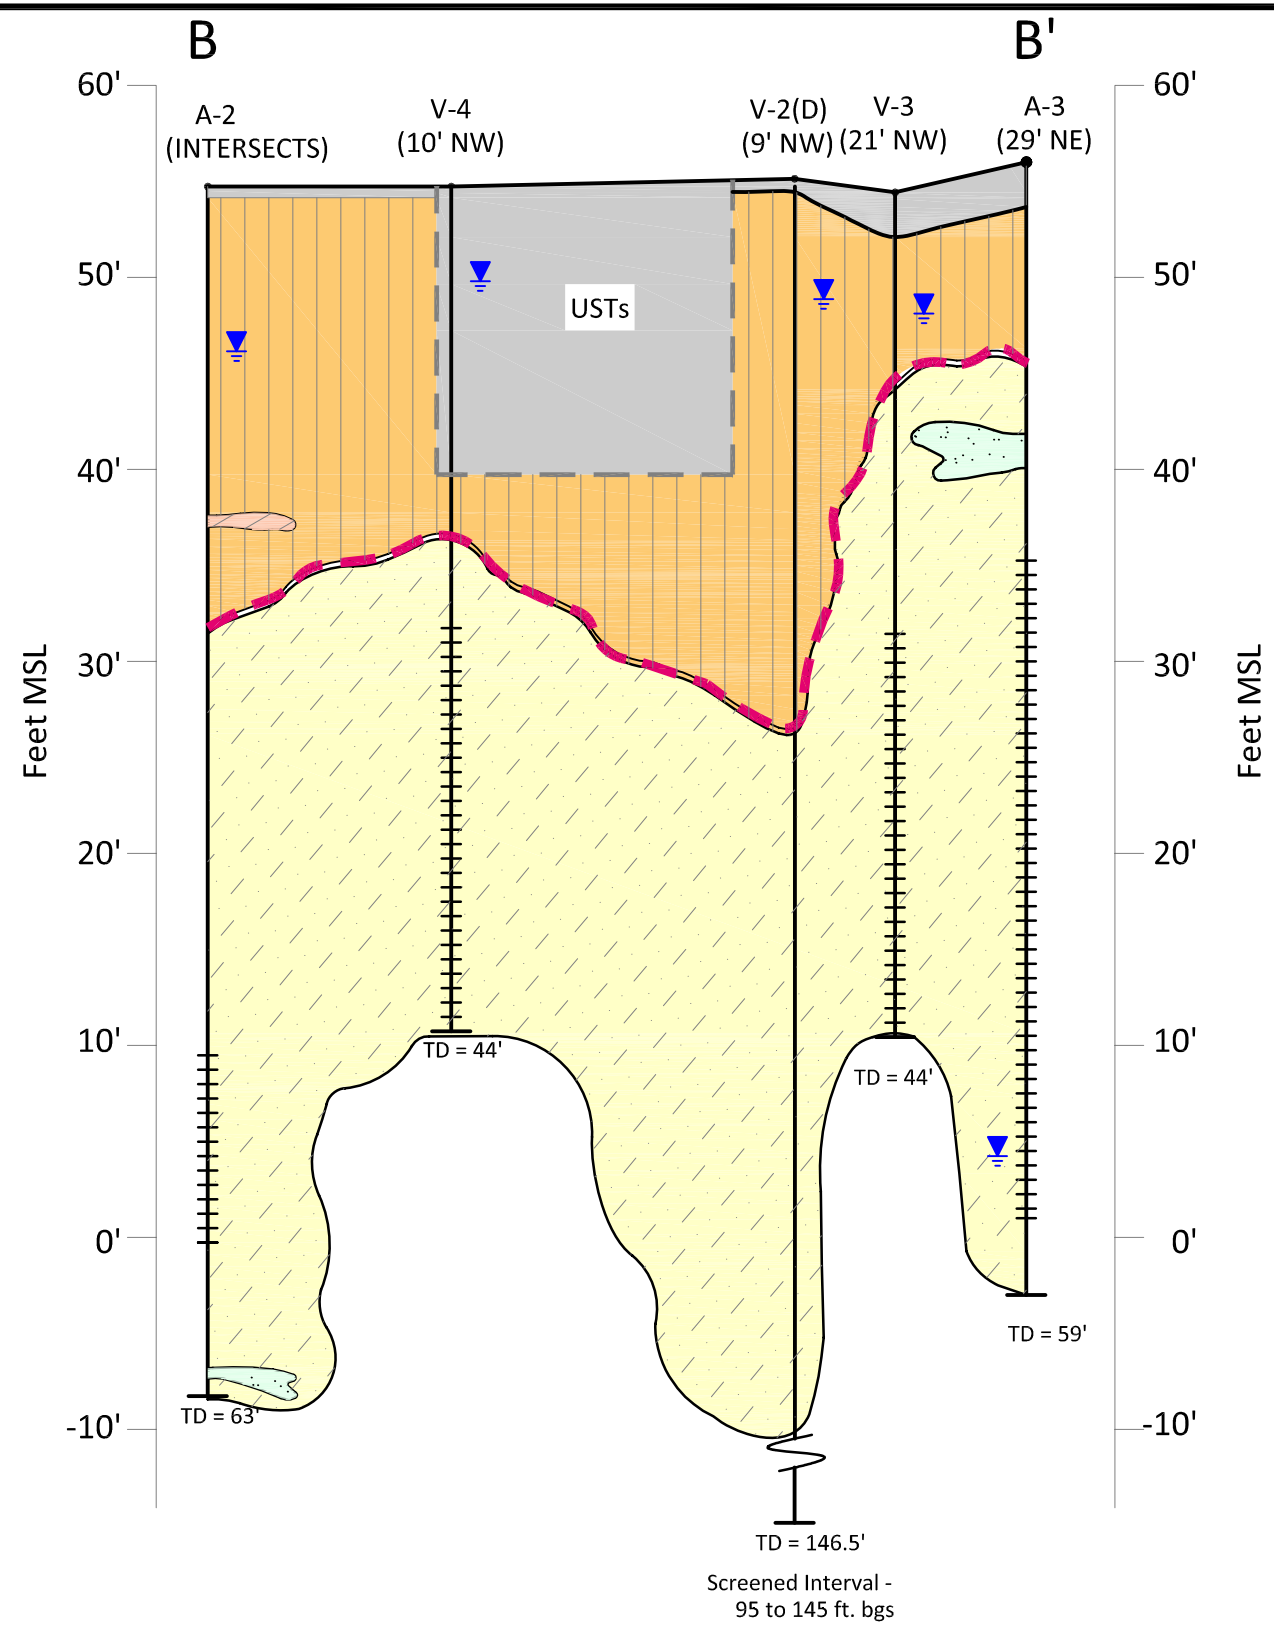 B
B'
60'
60'
A-2
(INTERSECTS)
V-4
(10' NW)
V-2(D)
(9' NW)
V-3
(21' NW)
A-3
(29' NE)
50'
50'
USTs
40'
40'
30'
30'
Feet MSL
Feet MSL
20'
20'
10'
10'
TD = 44'
TD = 44'
0'
0'
TD = 59'
TD = 63'
-10'
-10'
TD = 146.5'
Screened Interval -
95 to 145 ft. bgs